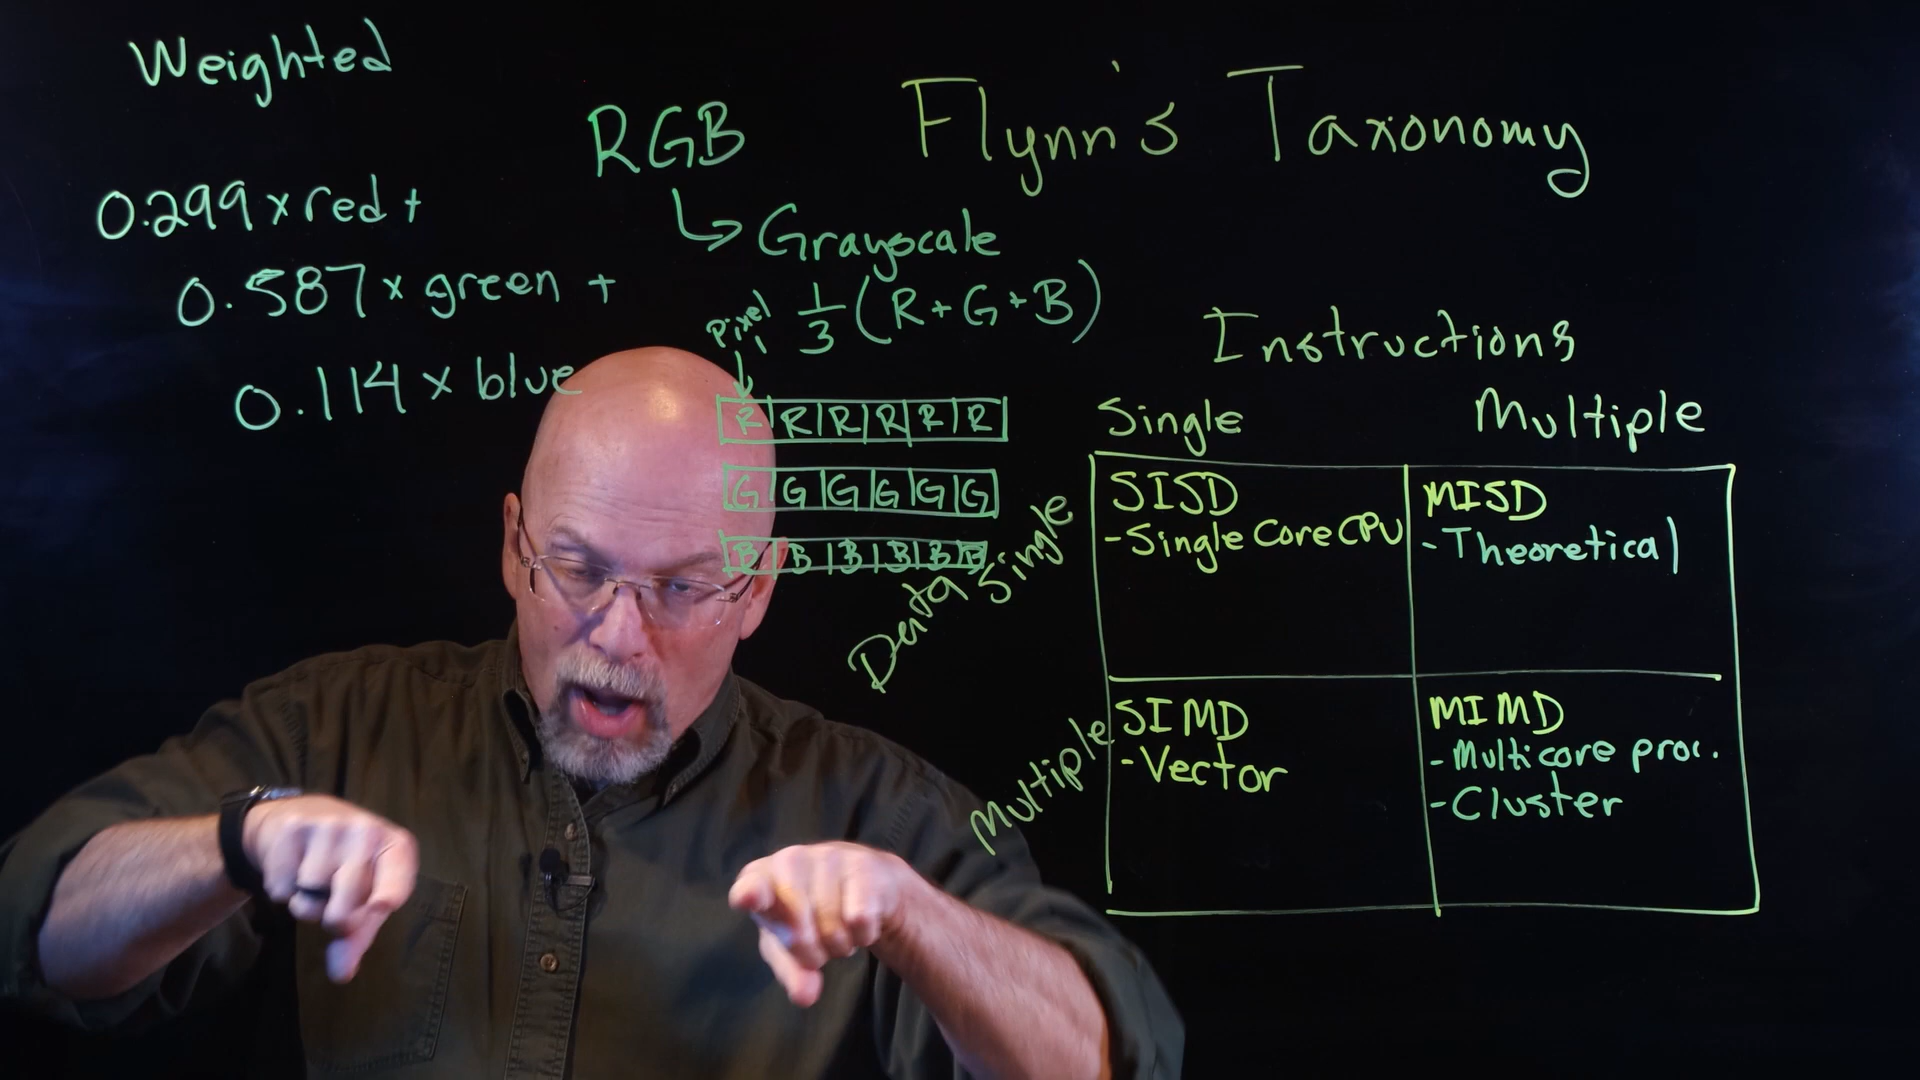 Weighted
0.299 x red +
0.587 x green +
0.114 x blue
RGB
↳ Grayscale
1/3 (R+G+B)
Pixel 1
R R R R R R
G G G G G G
B B B B B B
Flynn's Taxonomy
Instructions
Single Multiple
Data
Single
SISD
- Single Core CPU
MISD
- Theoretical
Multiple
SIMD
- Vector
MIMD
- Multicore proc.
- Cluster